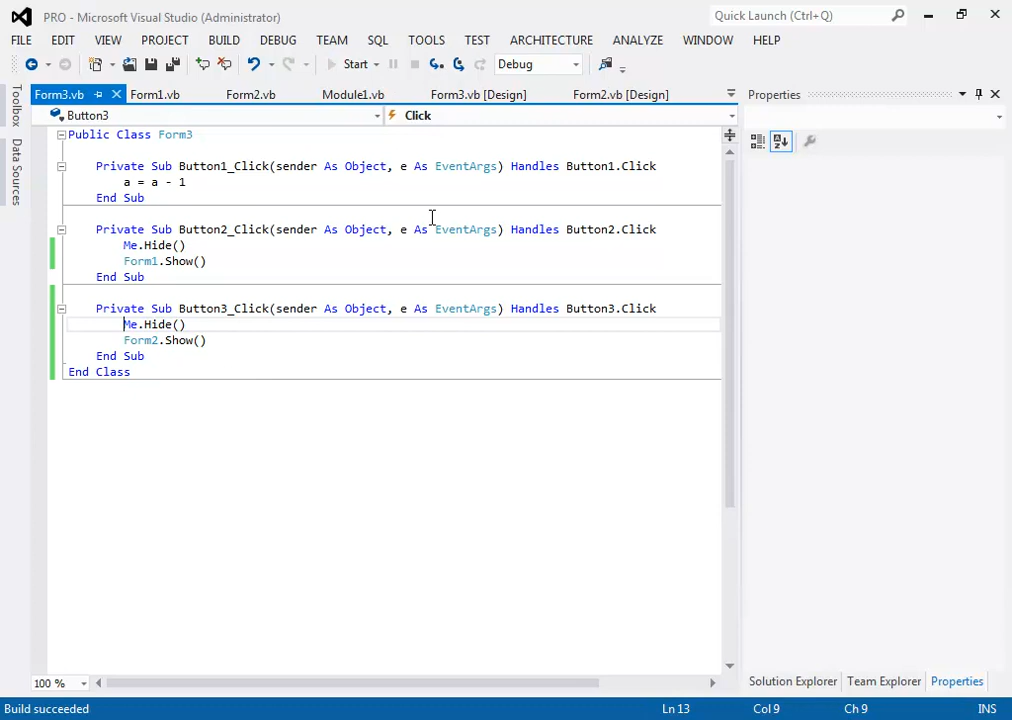 PRO - Microsoft Visual Studio (Administrator)
Quick Launch (Ctrl+Q)
FILE EDIT VIEW PROJECT BUILD DEBUG TEAM SQL TOOLS TEST ARCHITECTURE ANALYZE WINDOW HELP
Start Debug
Toolbox
Data Sources
Form3.vb Form1.vb Form2.vb Module1.vb Form3.vb [Design] Form2.vb [Design]
Properties
Button3 Click
Public Class Form3
Private Sub Button1_Click(sender As Object, e As EventArgs) Handles Button1.Click
a = a - 1
End Sub
Private Sub Button2_Click(sender As Object, e As EventArgs) Handles Button2.Click
Me.Hide()
Form1.Show()
End Sub
Private Sub Button3_Click(sender As Object, e As EventArgs) Handles Button3.Click
Me.Hide()
Form2.Show()
End Sub
End Class
100 %
Solution Explorer Team Explorer Properties
Build succeeded Ln 13 Col 9 Ch 9 INS